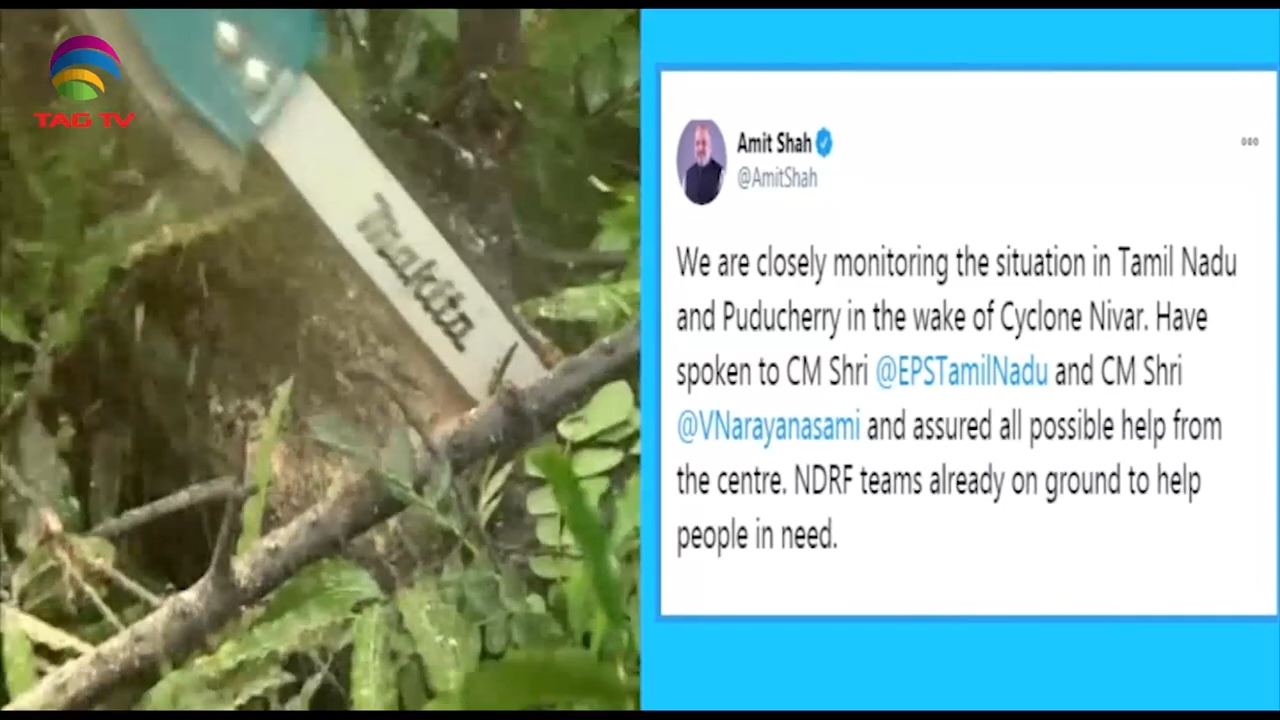 TAG TV
Makita
Amit Shah
@AmitShah
We are closely monitoring the situation in Tamil Nadu
and Puducherry in the wake of Cyclone Nivar. Have
spoken to CM Shri @EPSTamilNadu and CM Shri
@VNarayanasami and assured all possible help from
the centre. NDRF teams already on ground to help
people in need.